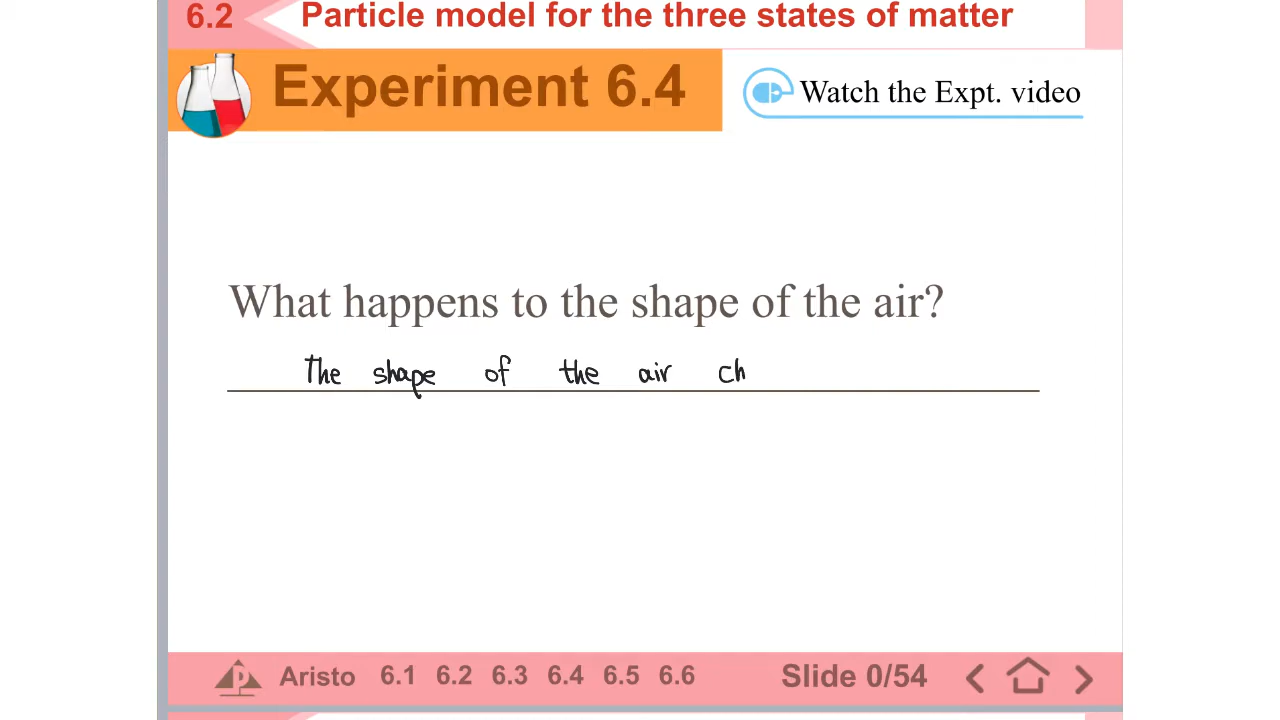 6.2 Particle model for the three states of matter
Experiment 6.4
Watch the Expt. video
What happens to the shape of the air?
The shape of the air ch
Aristo 6.1 6.2 6.3 6.4 6.5 6.6 Slide 0/54